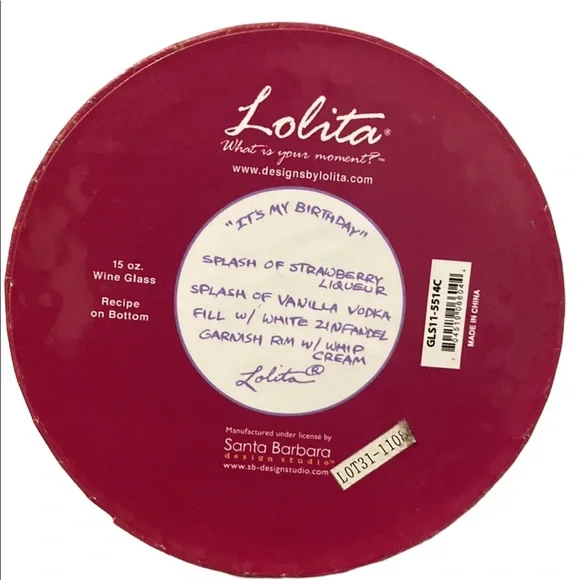 Lolita®
What is your moment?™
www.designsbylolita.com
"IT'S MY BIRTHDAY"
SPLASH OF STRAWBERRY
LIQUEUR
SPLASH OF VANILLA VODKA
FILL W/ WHITE ZINFANDEL
GARNISH RIM W/ WHIP
CREAM
Lolita®
15 oz.
Wine Glass
Recipe
on Bottom
GLS11-5514C
MADE IN CHINA
Manufactured under license by
Santa Barbara
design studio™
www.sb-designstudio.com
LOT31-1108